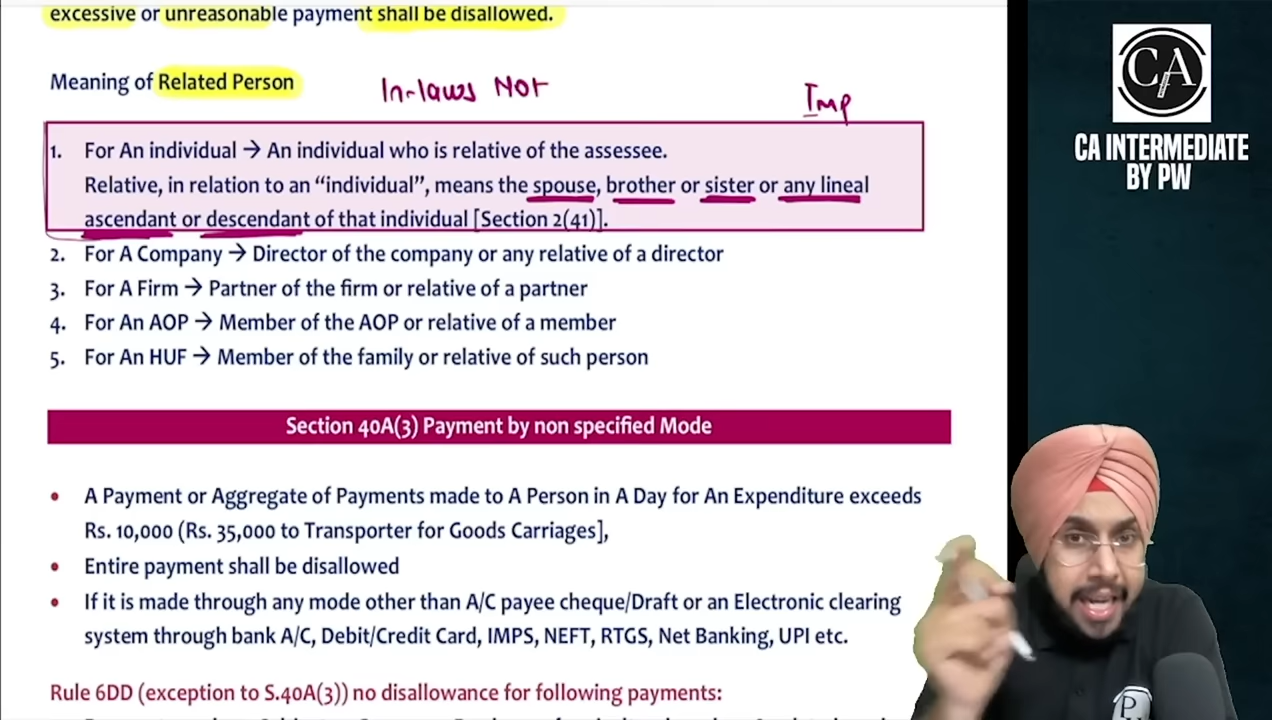 excessive or unreasonable payment shall be disallowed.
Meaning of Related Person
In-laws Not
Imp
1. For An individual → An individual who is relative of the assessee.
Relative, in relation to an “individual”, means the spouse, brother or sister or any lineal
ascendant or descendant of that individual [Section 2(41)].
2. For A Company → Director of the company or any relative of a director
3. For A Firm → Partner of the firm or relative of a partner
4. For An AOP → Member of the AOP or relative of a member
5. For An HUF → Member of the family or relative of such person
Section 40A(3) Payment by non specified Mode
• A Payment or Aggregate of Payments made to A Person in A Day for An Expenditure exceeds
Rs. 10,000 (Rs. 35,000 to Transporter for Goods Carriages],
• Entire payment shall be disallowed
• If it is made through any mode other than A/C payee cheque/Draft or an Electronic clearing
system through bank A/C, Debit/Credit Card, IMPS, NEFT, RTGS, Net Banking, UPI etc.
Rule 6DD (exception to S.40A(3)) no disallowance for following payments:
CA
CA INTERMEDIATE
BY PW